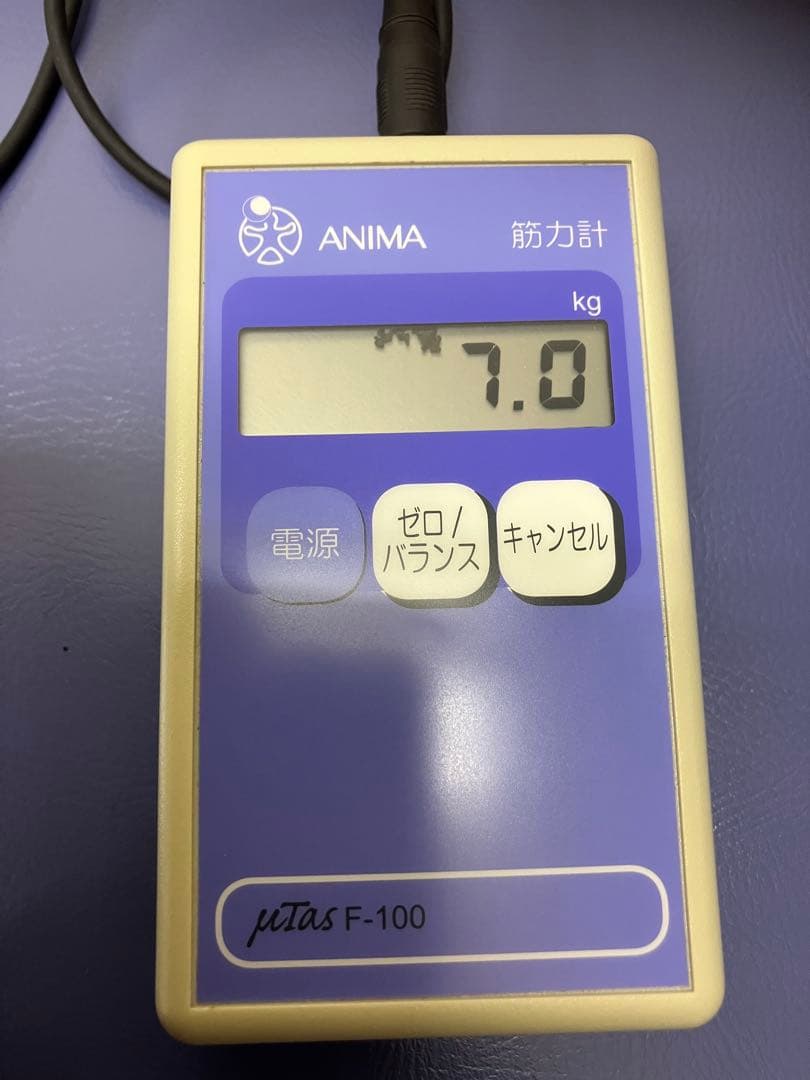 ANIMA 筋力計
kg
7.0
電源
ゼロ/
バランス
キャンセル
μTas F-100